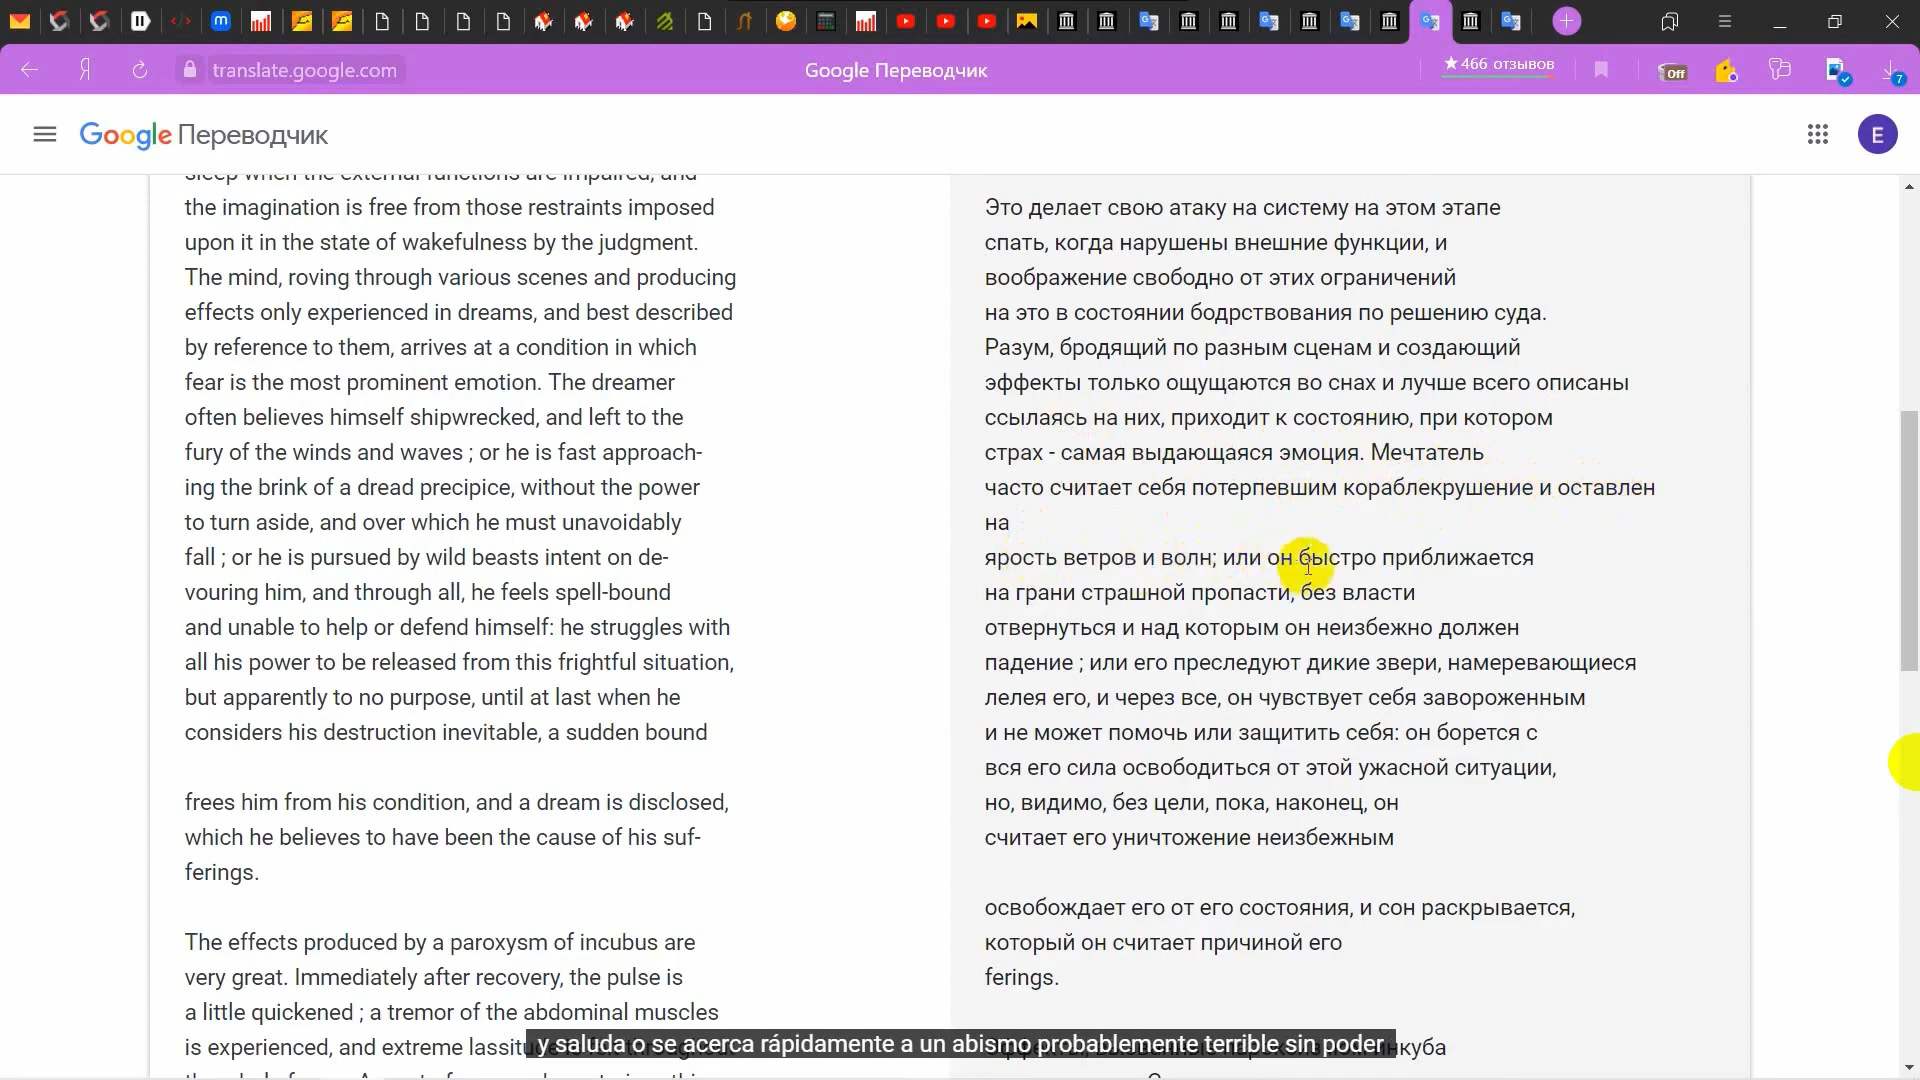 translate.google.com
Google Переводчик
★466 отзывов
Off
7
Google Переводчик
E
sleep when the external functions are impaired, and
the imagination is free from those restraints imposed
upon it in the state of wakefulness by the judgment.
The mind, roving through various scenes and producing
effects only experienced in dreams, and best described
by reference to them, arrives at a condition in which
fear is the most prominent emotion. The dreamer
often believes himself shipwrecked, and left to the
fury of the winds and waves ; or he is fast approach-
ing the brink of a dread precipice, without the power
to turn aside, and over which he must unavoidably
fall ; or he is pursued by wild beasts intent on de-
vouring him, and through all, he feels spell-bound
and unable to help or defend himself: he struggles with
all his power to be released from this frightful situation,
but apparently to no purpose, until at last when he
considers his destruction inevitable, a sudden bound
frees him from his condition, and a dream is disclosed,
which he believes to have been the cause of his suf-
ferings.
The effects produced by a paroxysm of incubus are
very great. Immediately after recovery, the pulse is
a little quickened ; a tremor of the abdominal muscles
is experienced, and extreme
Это делает свою атаку на систему на этом этапе
спать, когда нарушены внешние функции, и
воображение свободно от этих ограничений
на это в состоянии бодрствования по решению суда.
Разум, бродящий по разным сценам и создающий
эффекты только ощущаются во снах и лучше всего описаны
ссылаясь на них, приходит к состоянию, при котором
страх - самая выдающаяся эмоция. Мечтатель
часто считает себя потерпевшим кораблекрушение и оставлен
на
ярость ветров и волн; или он быстро приближается
на грани страшной пропасти, без власти
отвернуться и над которым он неизбежно должен
падение ; или его преследуют дикие звери, намеревающиеся
лелея его, и через все, он чувствует себя завороженным
и не может помочь или защитить себя: он борется с
вся его сила освободиться от этой ужасной ситуации,
но, видимо, без цели, пока, наконец, он
считает его уничтожение неизбежным
освобождает его от его состояния, и сон раскрывается,
который он считает причиной его
ferings.
y saluda o se acerca rápidamente a un abismo probablemente terrible sin poder